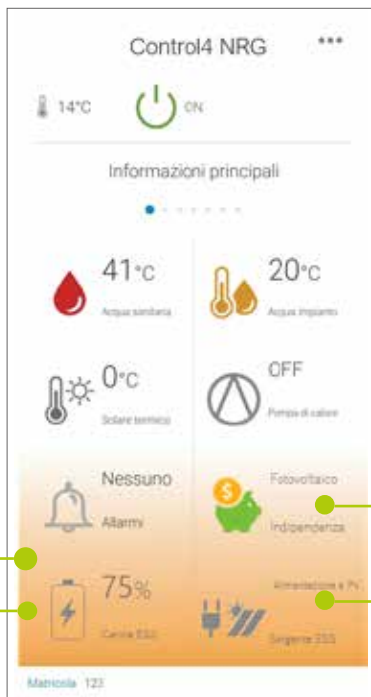 Control4 NRG
14°C
ON
Informazioni principali
41°C
Acqua sanitaria
20°C
Acqua impianto
0°C
Solare termico
OFF
Pompa di calore
Nessuno
Allarmi
Fotovoltaico
Indipendenza
75%
Carica ESS
Alimentazione e PV
Sorgente ESS
Matricola 123